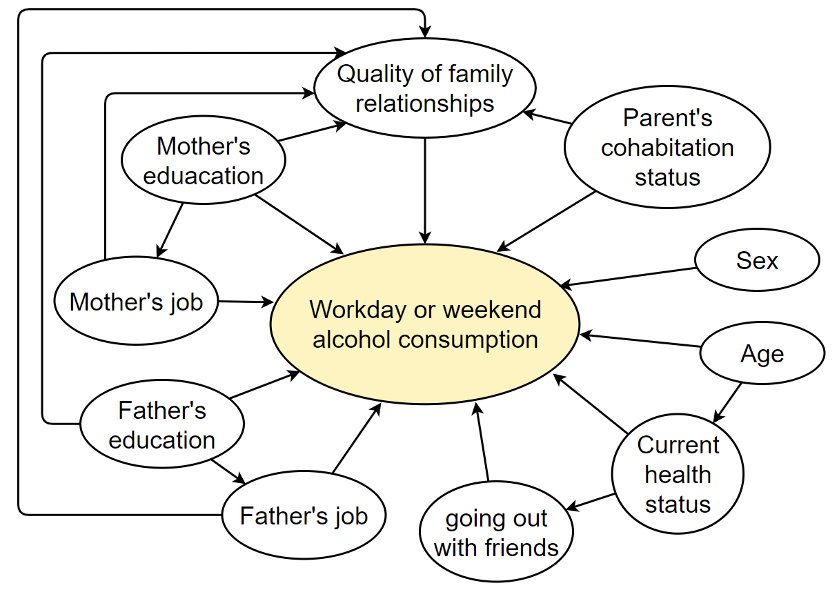 Quality of family
relationships
Parent's
cohabitation
status
Mother's
eduacation
Sex
Mother's job
Workday or weekend
alcohol consumption
Age
Father's
education
Current
health
status
Father's job
going out
with friends